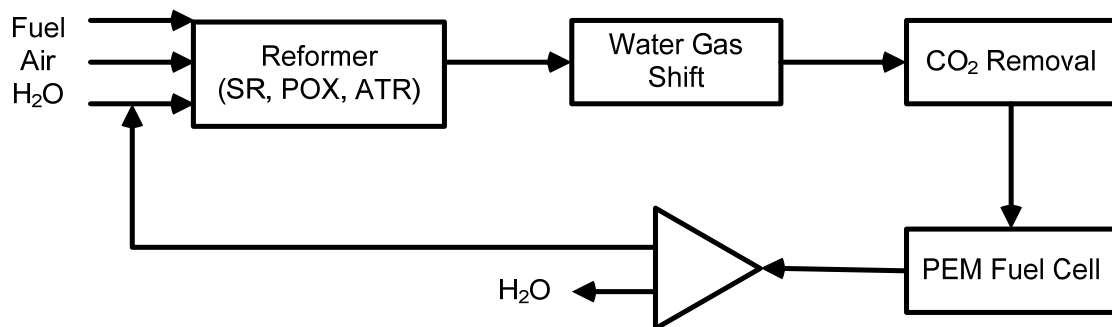 Fuel
Air
H₂O
Reformer
(SR, POX, ATR)
Water Gas
Shift
CO₂ Removal
PEM Fuel Cell
H₂O